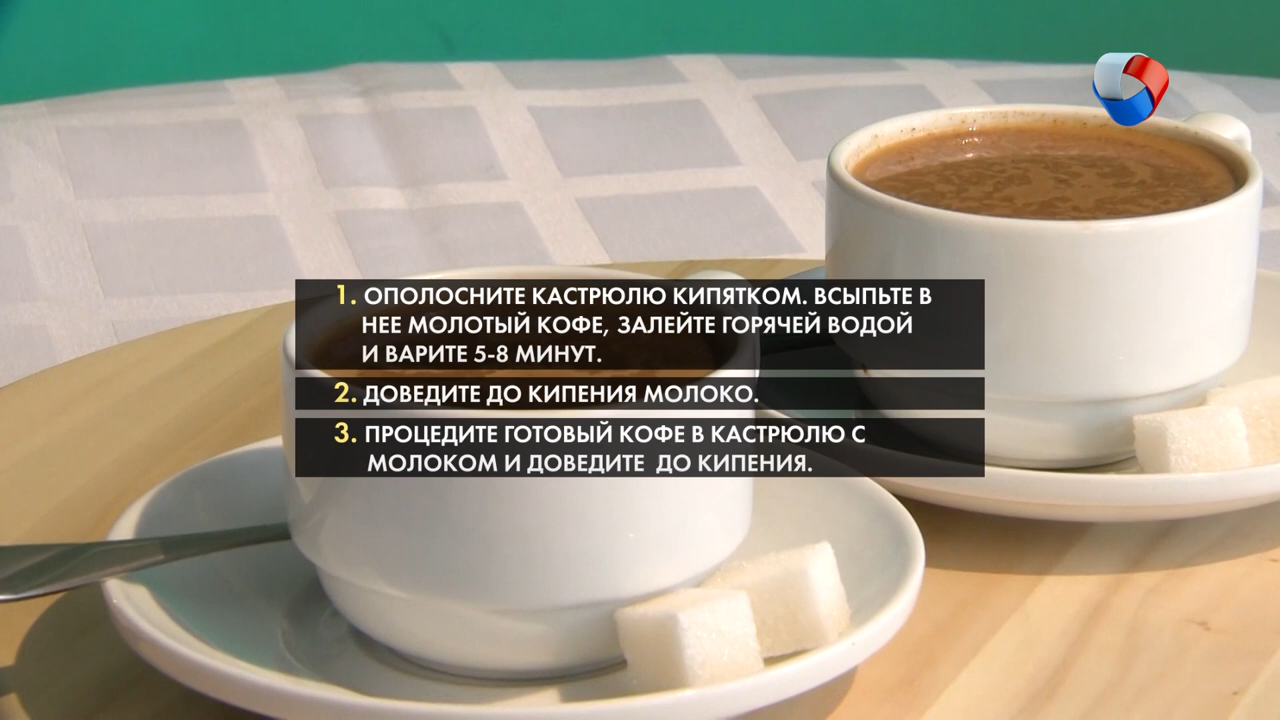 1. ОПОЛОСНИТЕ КАСТРЮЛЮ КИПЯТКОМ. ВСЫПЬТЕ В
НЕЕ МОЛОТЫЙ КОФЕ, ЗАЛЕЙТЕ ГОРЯЧЕЙ ВОДОЙ
И ВАРИТЕ 5-8 МИНУТ.
2. ДОВЕДИТЕ ДО КИПЕНИЯ МОЛОКО.
3. ПРОЦЕДИТЕ ГОТОВЫЙ КОФЕ В КАСТРЮЛЮ С
МОЛОКОМ И ДОВЕДИТЕ ДО КИПЕНИЯ.